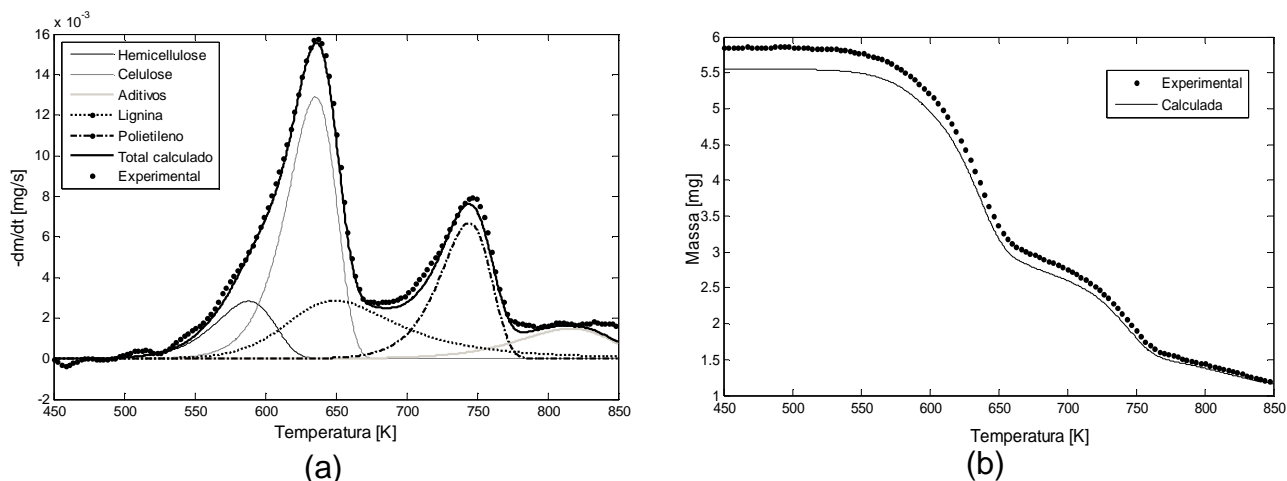 x 10⁻³
16
14
12
10
8
6
4
2
0
-2
-dm/dt [mg/s]
Hemicellulose
Celulose
Aditivos
Lignina
Polietileno
Total calculado
Experimental
450 500 550 600 650 700 750 800 850
Temperatura [K]
(a)
6
5.5
5
4.5
4
3.5
3
2.5
2
1.5
1
Massa [mg]
Experimental
Calculada
450 500 550 600 650 700 750 800 850
Temperatura [K]
(b)